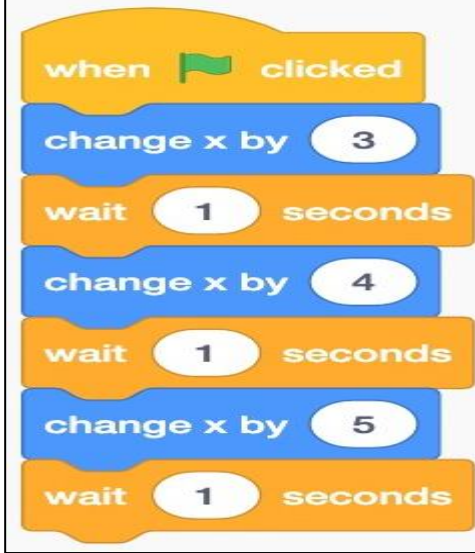 when clicked
change x by 3
wait 1 seconds
change x by 4
wait 1 seconds
change x by 5
wait 1 seconds